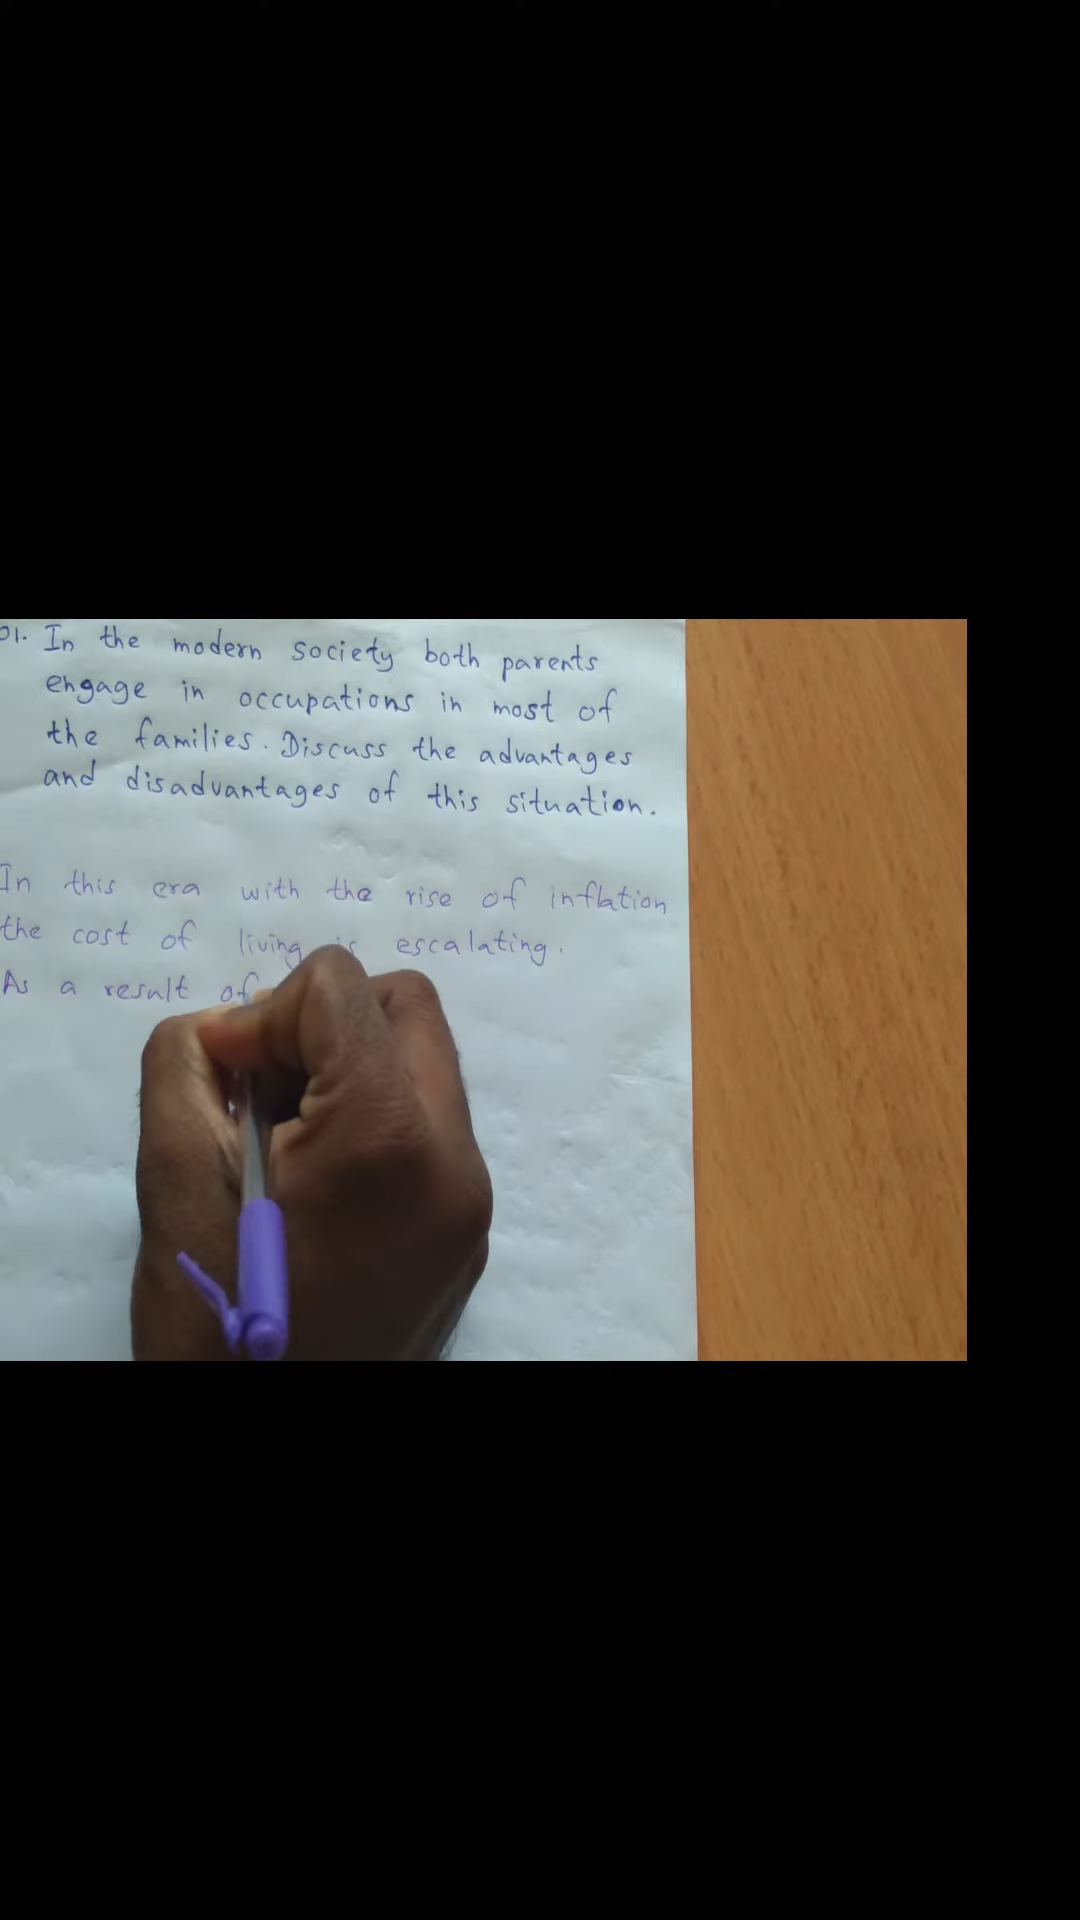 01. In the modern society both parents
engage in occupations in most of
the families. Discuss the advantages
and disadvantages of this situation.
In this era with the rise of inflation
the cost of living is escalating.
As a result of